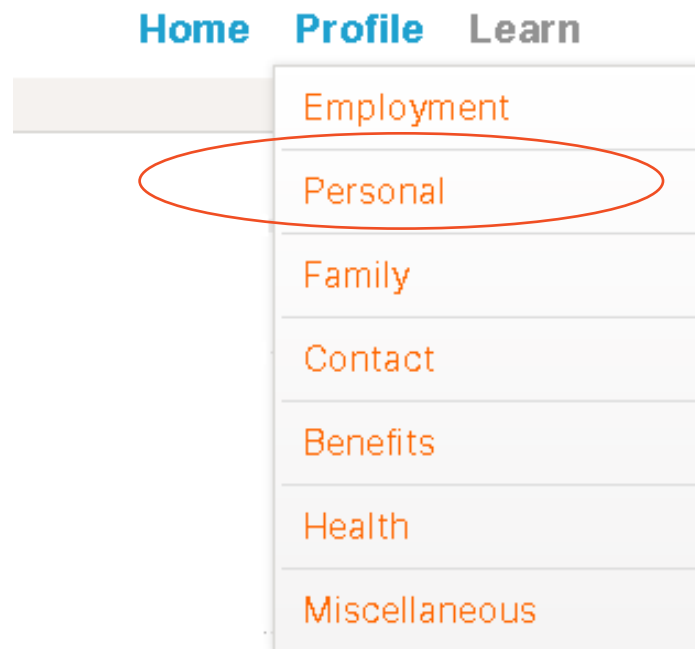 Home Profile Learn
Employment
Personal
Family
Contact
Benefits
Health
Miscellaneous